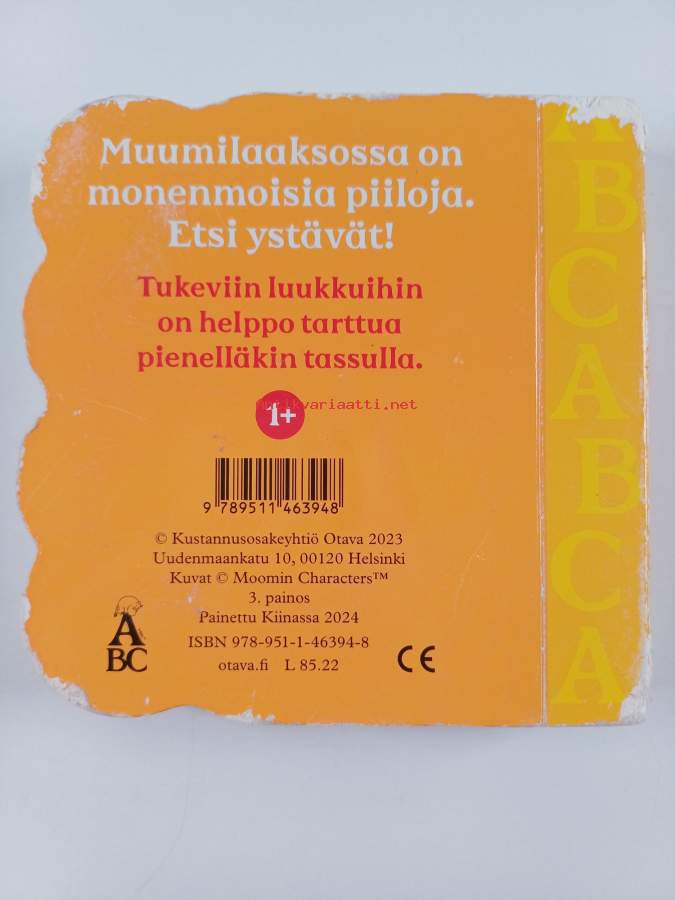 Muumilaaksossa on
monenmoisia piiloja.
Etsi ystävät!
Tukeviin luukkuihin
on helppo tarttua
pienelläkin tassulla.
antikvariaatti.net
1+
9 789511 463948
© Kustannusosakeyhtiö Otava 2023
Uudenmaankatu 10, 00120 Helsinki
Kuvat © Moomin Characters™
3. painos
Painettu Kiinassa 2024
ISBN 978-951-1-46394-8
otava.fi L 85.22
A
BC
CE
A
B
C
A
B
C
A